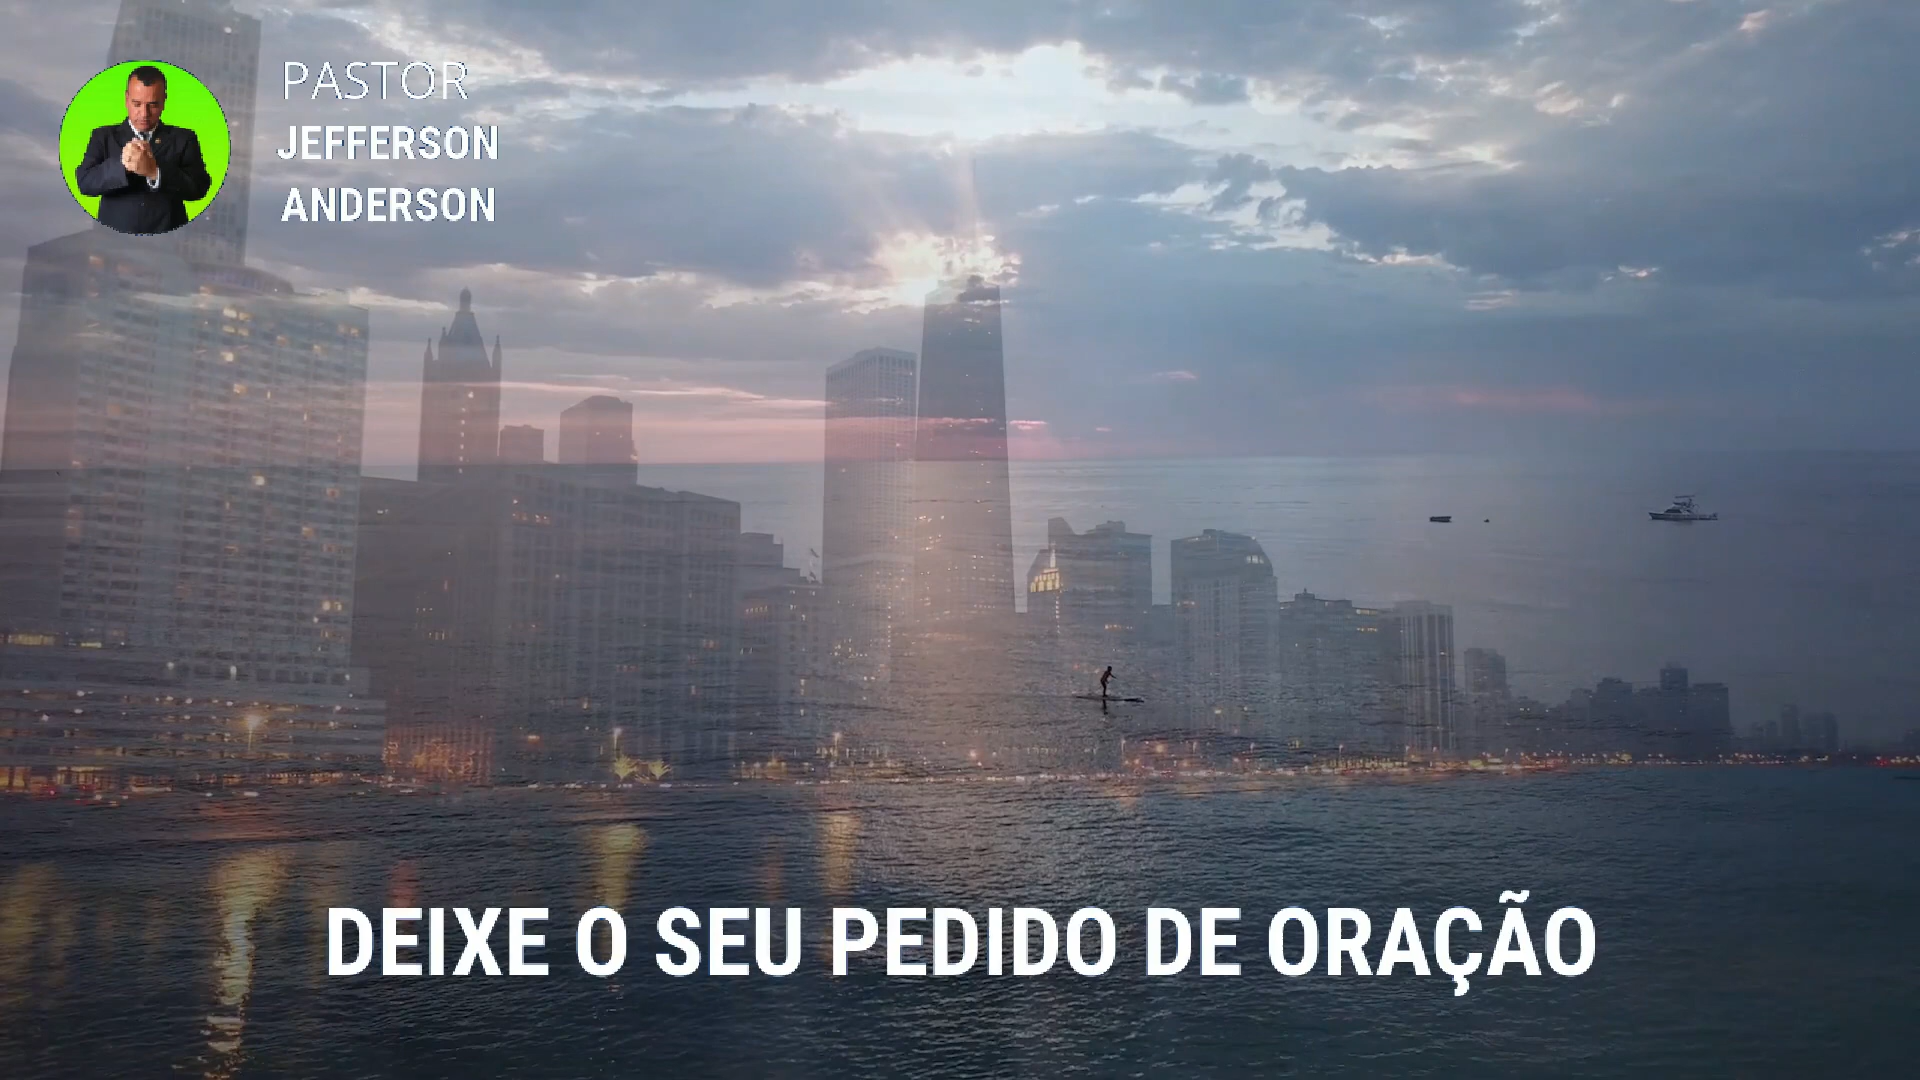 PASTOR
JEFFERSON
ANDERSON
DEIXE O SEU PEDIDO DE ORAÇÃO